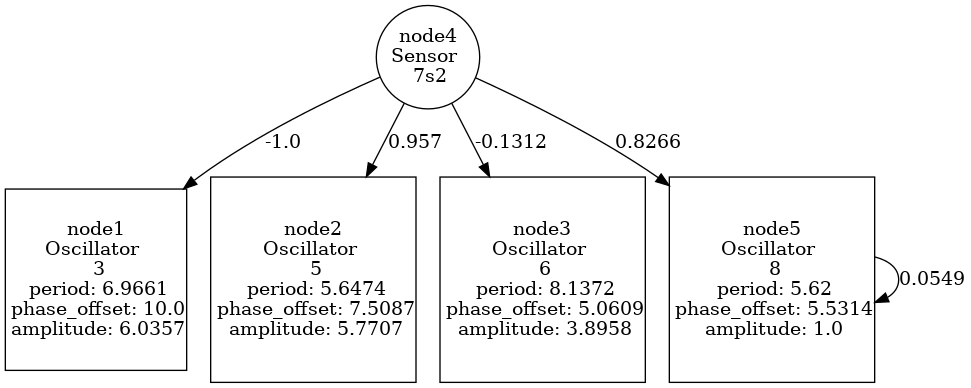 node4
Sensor
7s2
-1.0
0.957
-0.1312
0.8266
node1
Oscillator
3
period: 6.9661
phase_offset: 10.0
amplitude: 6.0357
node2
Oscillator
5
period: 5.6474
phase_offset: 7.5087
amplitude: 5.7707
node3
Oscillator
6
period: 8.1372
phase_offset: 5.0609
amplitude: 3.8958
node5
Oscillator
8
period: 5.62
phase_offset: 5.5314
amplitude: 1.0
0.0549